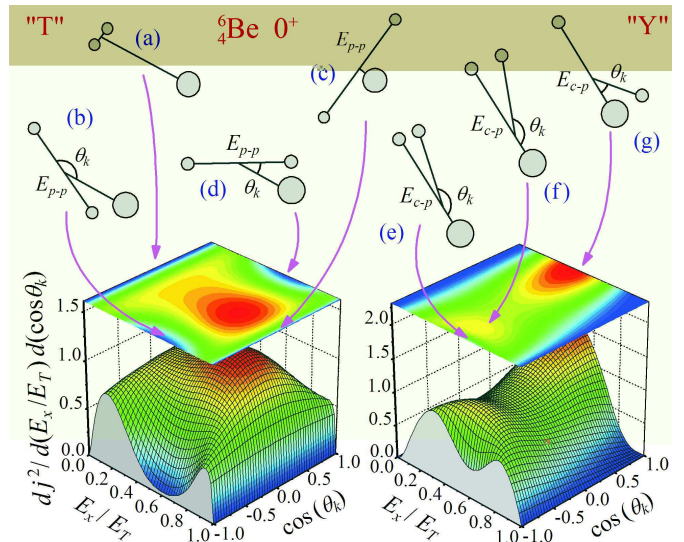 "T"
⁶₄Be 0⁺
"Y"
(a)
E_{p-p}
(c)
(b)
θ_k
E_{p-p}
E_{p-p}
θ_k
(d)
E_{c-p}
θ_k
(e)
E_{c-p}
θ_k
(f)
E_{c-p}
θ_k
(g)
dj²/d(E_x/E_T) d(cosθ_k)
1.5
1.0
0.5
0.0
0.0
0.2
0.4
0.6
0.8
1.0
E_x/E_T
-1.0
-0.5
0.0
0.5
1.0
cos (θ_k)
2.0
1.5
1.0
0.5
0.0
0.0
0.2
0.4
0.6
0.8
1.0
E_x/E_T
-1.0
-0.5
0.0
0.5
1.0
cos (θ_k)